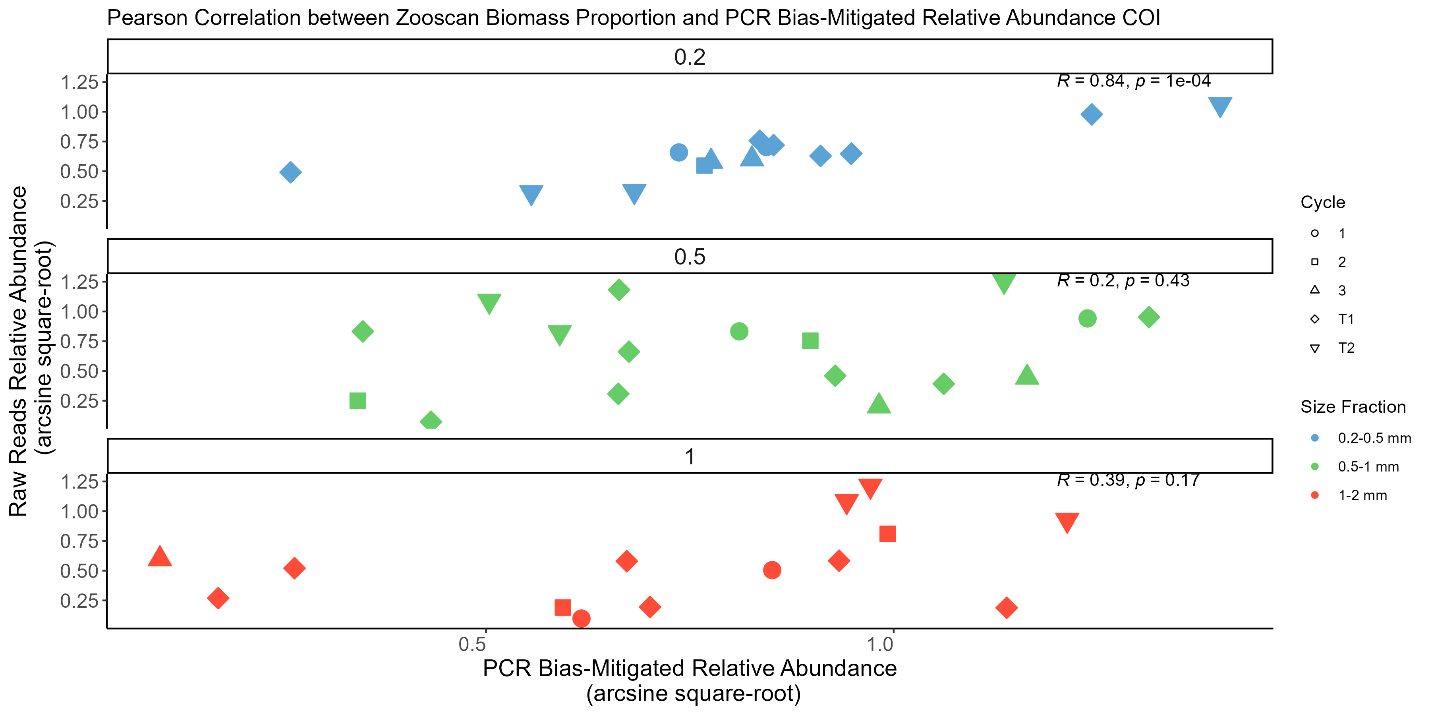 Pearson Correlation between Zooscan Biomass Proportion and PCR Bias-Mitigated Relative Abundance COI
0.2
R = 0.84, p = 1e-04
1.25
1.00
0.75
0.50
0.25
0.5
R = 0.2, p = 0.43
1.25
1.00
0.75
0.50
0.25
1
R = 0.39, p = 0.17
1.25
1.00
0.75
0.50
0.25
0.5
1.0
PCR Bias-Mitigated Relative Abundance
(arcsine square-root)
Raw Reads Relative Abundance
(arcsine square-root)
Cycle
1
2
3
T1
T2
Size Fraction
0.2-0.5 mm
0.5-1 mm
1-2 mm